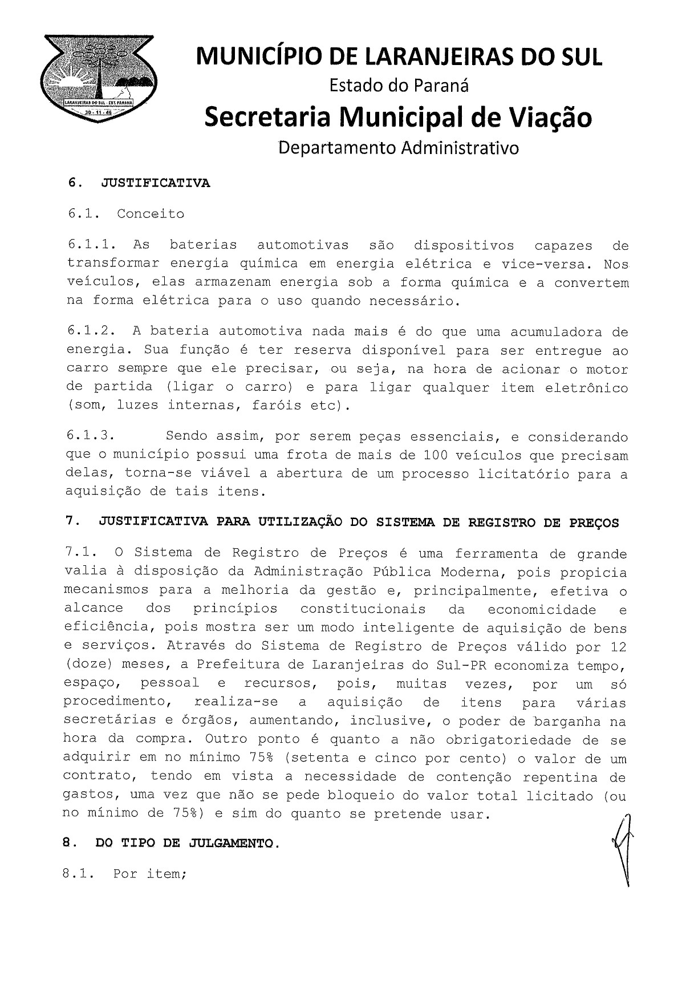 LARANJEIRAS DO SUL - EST. PARANÁ
30 - 11 - 46
MUNICÍPIO DE LARANJEIRAS DO SUL
Estado do Paraná
Secretaria Municipal de Viação
Departamento Administrativo
6. JUSTIFICATIVA
6.1. Conceito
6.1.1. As baterias automotivas são dispositivos capazes de
transformar energia química em energia elétrica e vice-versa. Nos
veículos, elas armazenam energia sob a forma química e a convertem
na forma elétrica para o uso quando necessário.
6.1.2. A bateria automotiva nada mais é do que uma acumuladora de
energia. Sua função é ter reserva disponível para ser entregue ao
carro sempre que ele precisar, ou seja, na hora de acionar o motor
de partida (ligar o carro) e para ligar qualquer item eletrônico
(som, luzes internas, faróis etc).
6.1.3. Sendo assim, por serem peças essenciais, e considerando
que o município possui uma frota de mais de 100 veículos que precisam
delas, torna-se viável a abertura de um processo licitatório para a
aquisição de tais itens.
7. JUSTIFICATIVA PARA UTILIZAÇÃO DO SISTEMA DE REGISTRO DE PREÇOS
7.1. O Sistema de Registro de Preços é uma ferramenta de grande
valia à disposição da Administração Pública Moderna, pois propicia
mecanismos para a melhoria da gestão e, principalmente, efetiva o
alcance dos princípios constitucionais da economicidade e
eficiência, pois mostra ser um modo inteligente de aquisição de bens
e serviços. Através do Sistema de Registro de Preços válido por 12
(doze) meses, a Prefeitura de Laranjeiras do Sul-PR economiza tempo,
espaço, pessoal e recursos, pois, muitas vezes, por um só
procedimento, realiza-se a aquisição de itens para várias
secretárias e órgãos, aumentando, inclusive, o poder de barganha na
hora da compra. Outro ponto é quanto a não obrigatoriedade de se
adquirir em no mínimo 75% (setenta e cinco por cento) o valor de um
contrato, tendo em vista a necessidade de contenção repentina de
gastos, uma vez que não se pede bloqueio do valor total licitado (ou
no mínimo de 75%) e sim do quanto se pretende usar.
8. DO TIPO DE JULGAMENTO.
8.1. Por item;